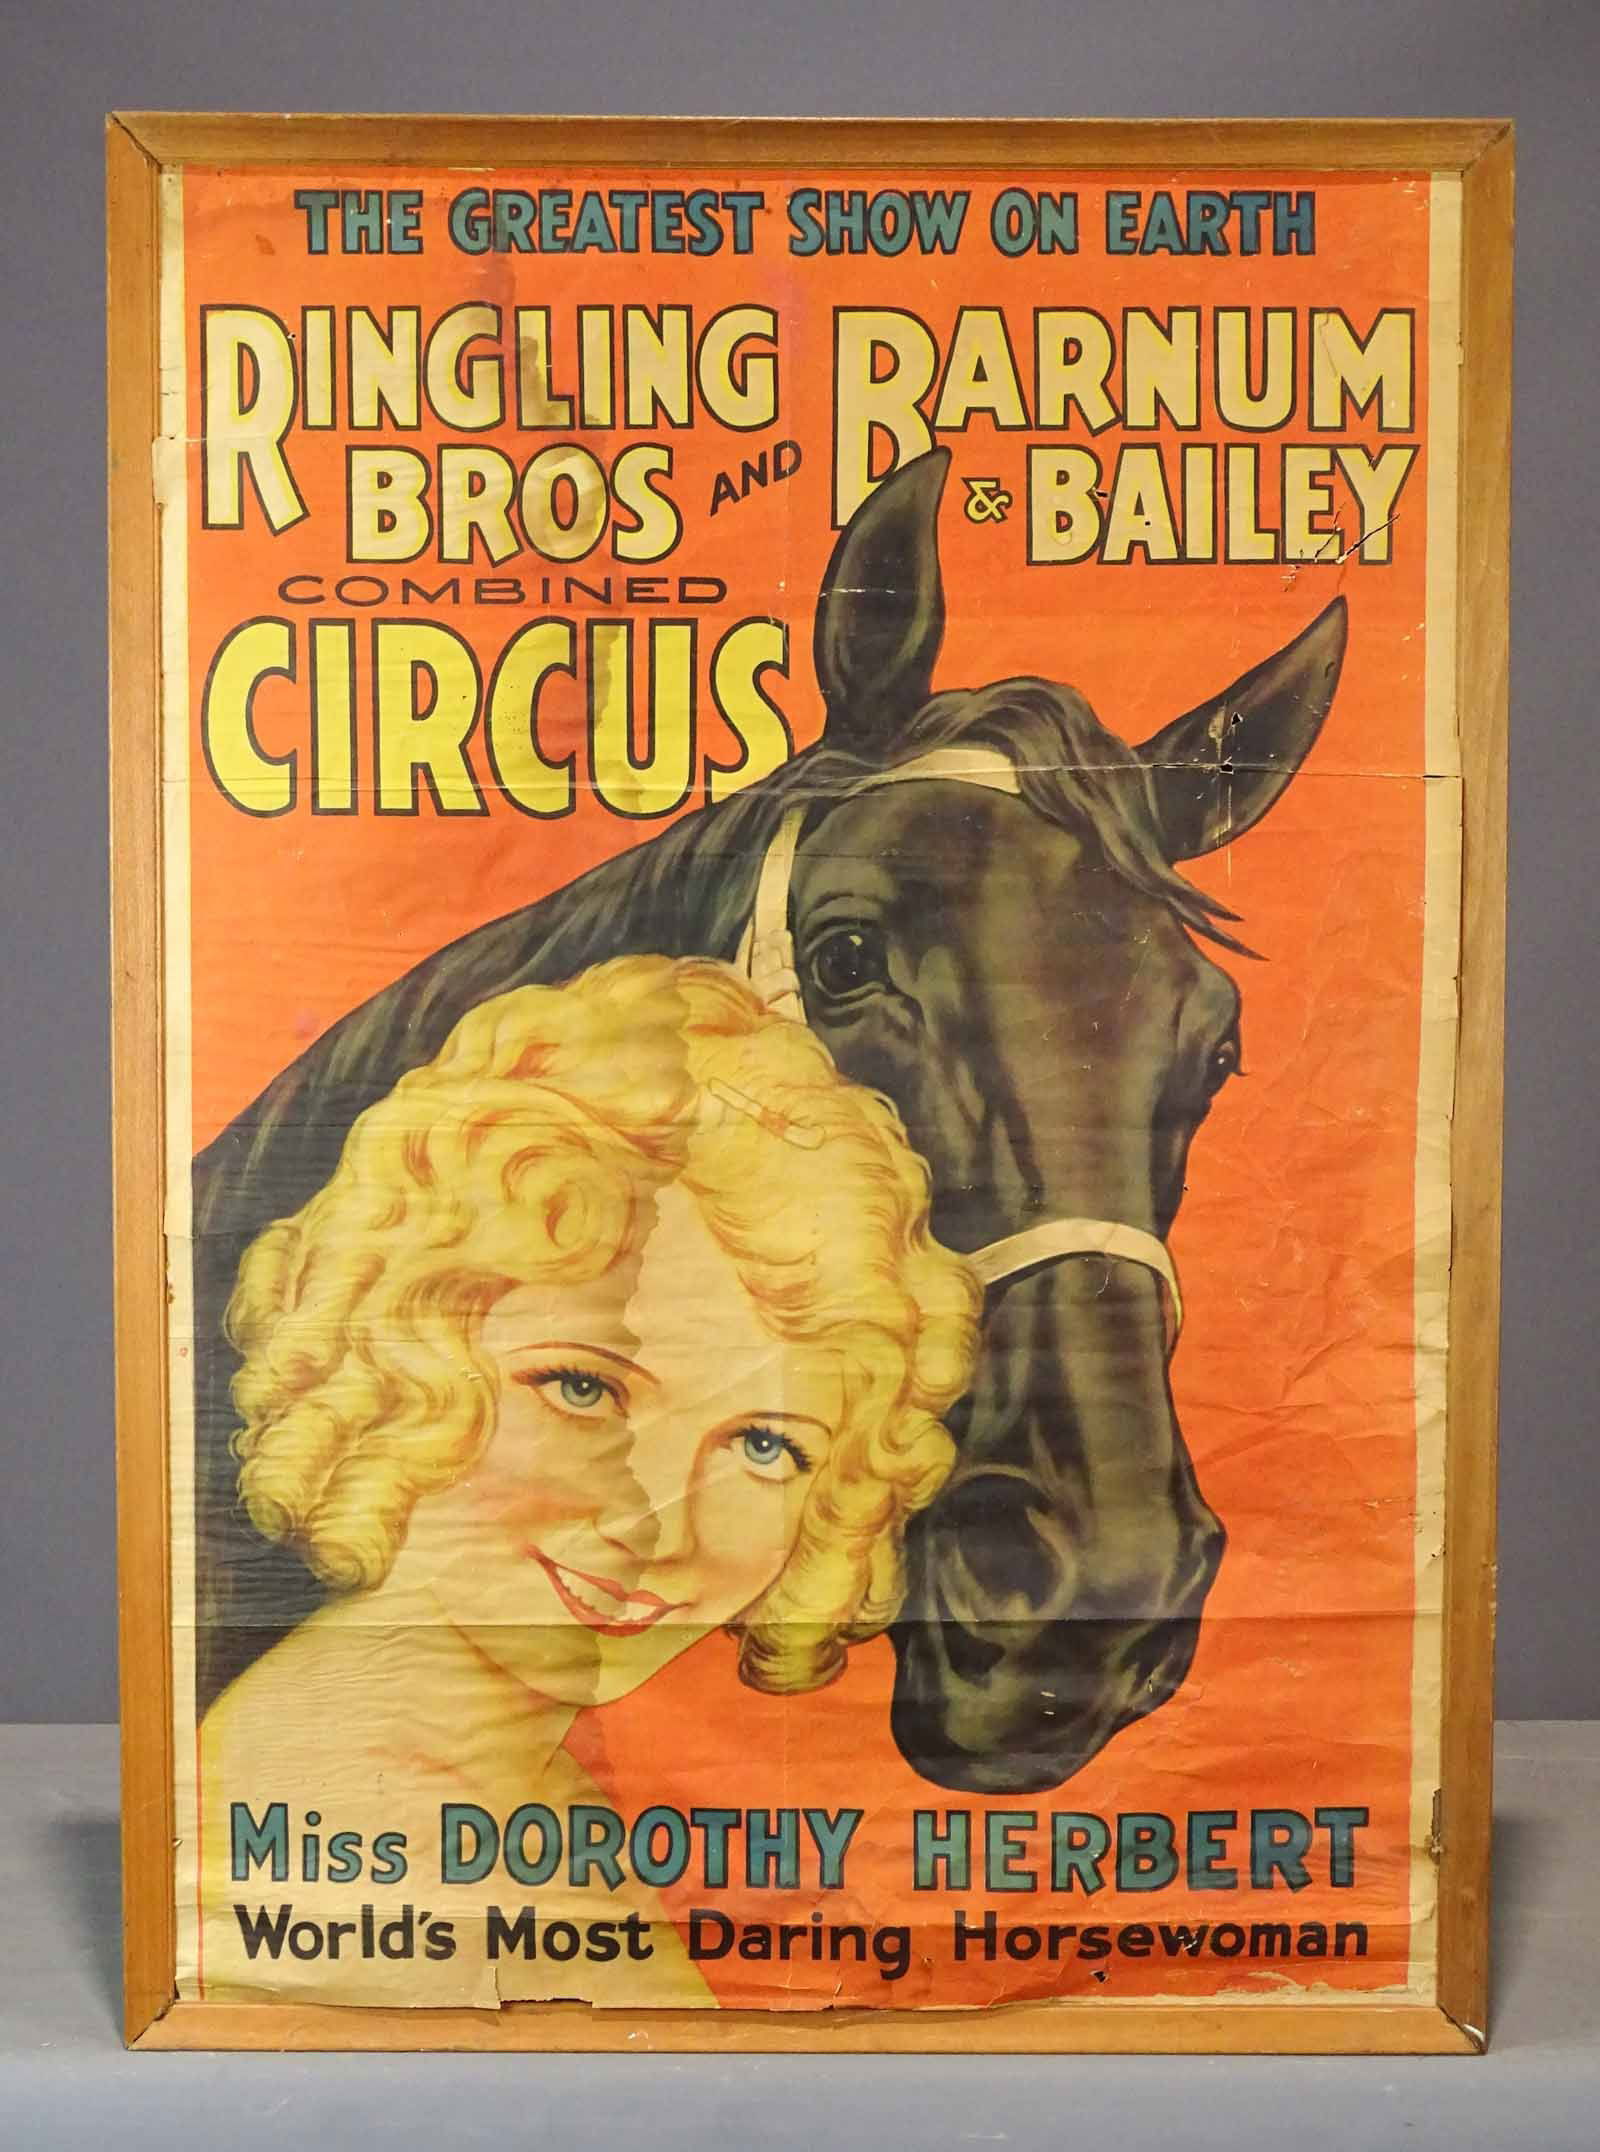 THE GREATEST SHOW ON EARTH
RINGLING BROS AND BARNUM & BAILEY
COMBINED
CIRCUS
Miss DOROTHY HERBERT
World's Most Daring Horsewoman